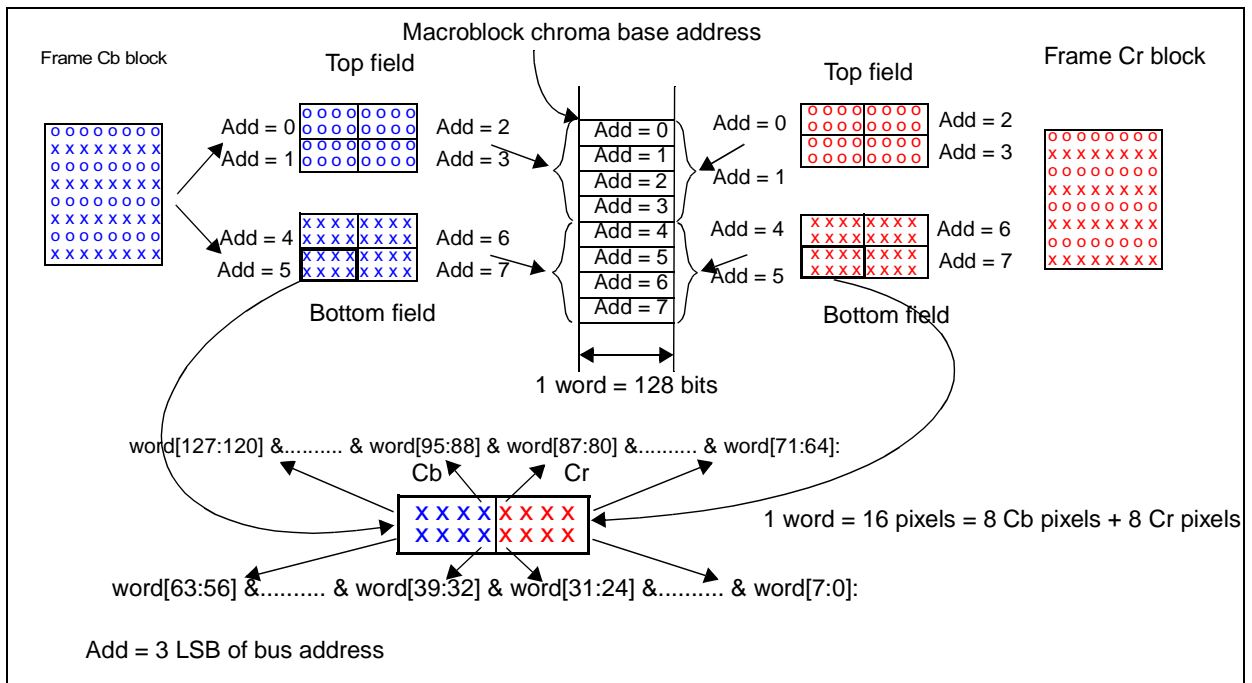 Macroblock chroma base address
Frame Cb block
Top field
Top field
Frame Cr block
Add = 0
Add = 1
o o o o o o o o
o o o o o o o o
o o o o o o o o
o o o o o o o o
Add = 2
Add = 3
Add = 0
Add = 1
Add = 2
Add = 3
Add = 4
Add = 5
Add = 6
Add = 7
Add = 0
Add = 1
o o o o o o o o
o o o o o o o o
o o o o o o o o
o o o o o o o o
Add = 2
Add = 3
o o o o o o o o
x x x x x x x x
o o o o o o o o
x x x x x x x x
o o o o o o o o
x x x x x x x x
o o o o o o o o
x x x x x x x x
o o o o o o o o
x x x x x x x x
o o o o o o o o
x x x x x x x x
o o o o o o o o
x x x x x x x x
o o o o o o o o
x x x x x x x x
Add = 4
Add = 5
x x x x x x x x
x x x x x x x x
x x x x x x x x
x x x x x x x x
Add = 6
Add = 7
Add = 4
Add = 5
x x x x x x x x
x x x x x x x x
x x x x x x x x
x x x x x x x x
Add = 6
Add = 7
Bottom field
Bottom field
1 word = 128 bits
word[127:120] &.......... & word[95:88] & word[87:80] &.......... & word[71:64]:
Cb
Cr
x x x x x x x x
x x x x x x x x
1 word = 16 pixels = 8 Cb pixels + 8 Cr pixels
word[63:56] &.......... & word[39:32] & word[31:24] &.......... & word[7:0]:
Add = 3 LSB of bus address